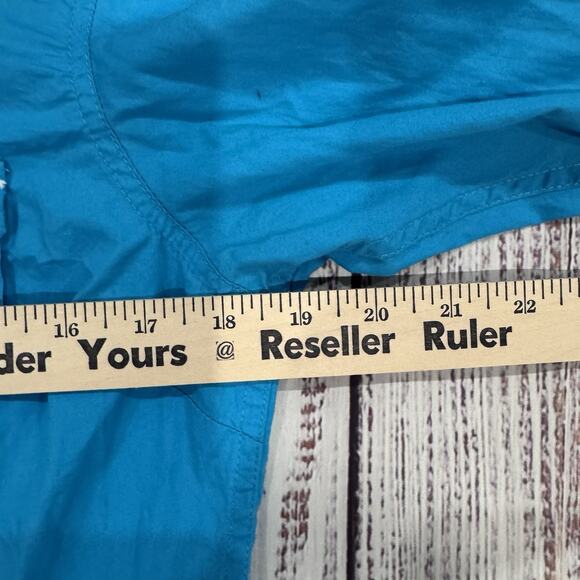 16 17 18 19 20 21 22
der Yours @ Reseller Ruler